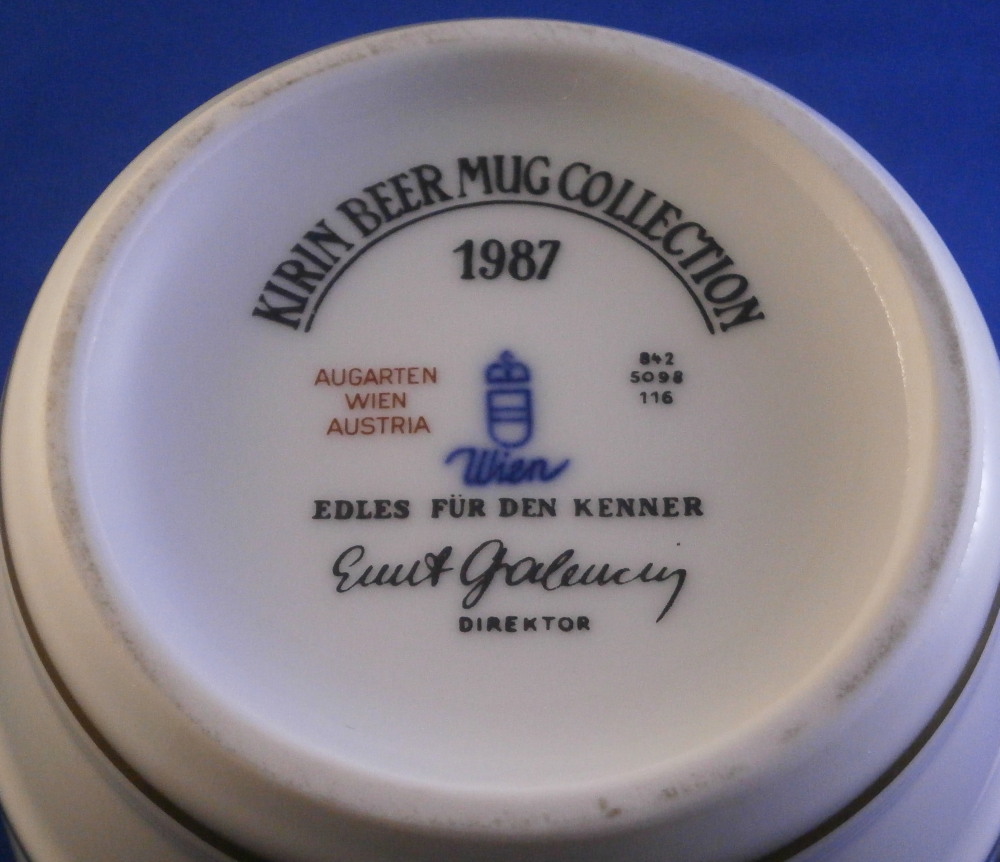 KIRIN BEER MUG COLLECTION
1987
AUGARTEN
WIEN
AUSTRIA
842
5098
116
Wien
EDLES FÜR DEN KENNER
DIREKTOR